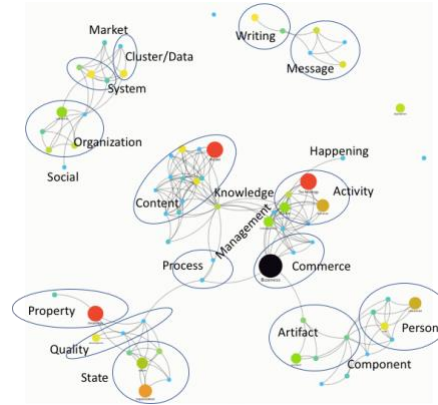 Market
Writing
Cluster/Data
Message
System
Organization
Happening
Social
Knowledge
Activity
Content
Management
Process
Commerce
Business
Property
Artifact
Person
Quality
Component
State